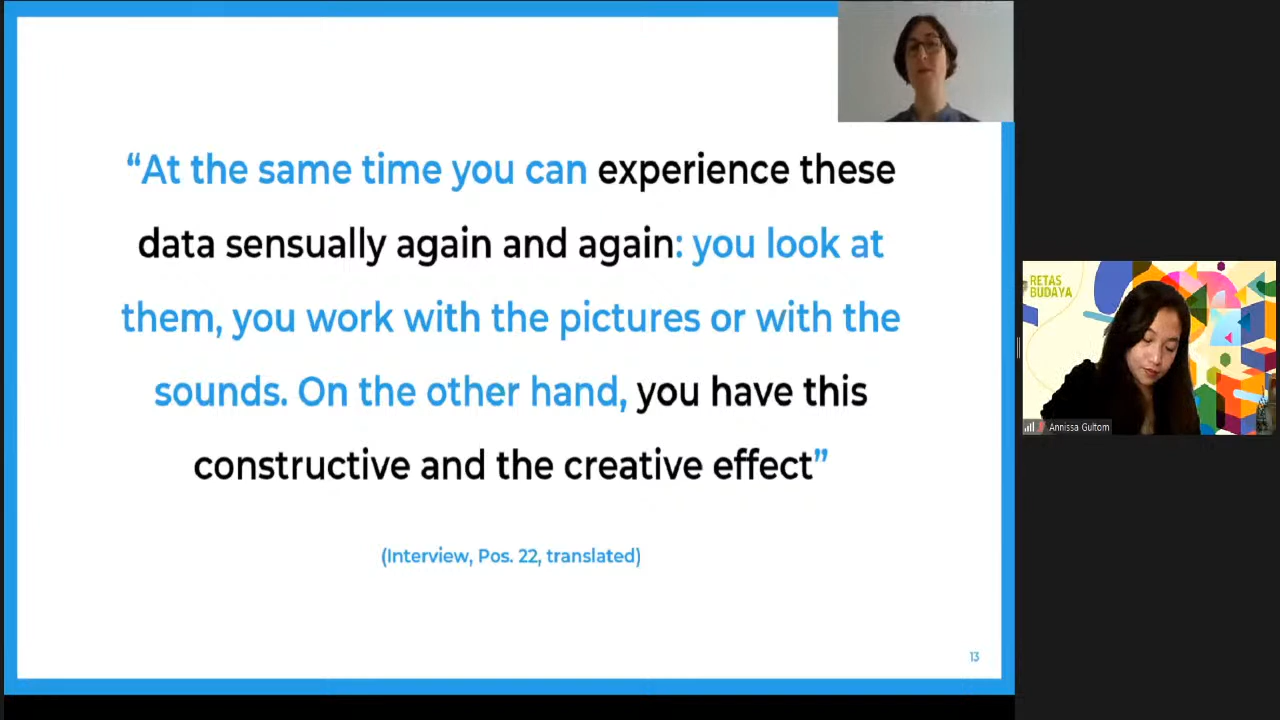 “At the same time you can experience these
data sensually again and again: you look at
them, you work with the pictures or with the
sounds. On the other hand, you have this
constructive and the creative effect”
(Interview, Pos. 22, translated)
13
RETAS
BUDAYA
Annissa Gultom